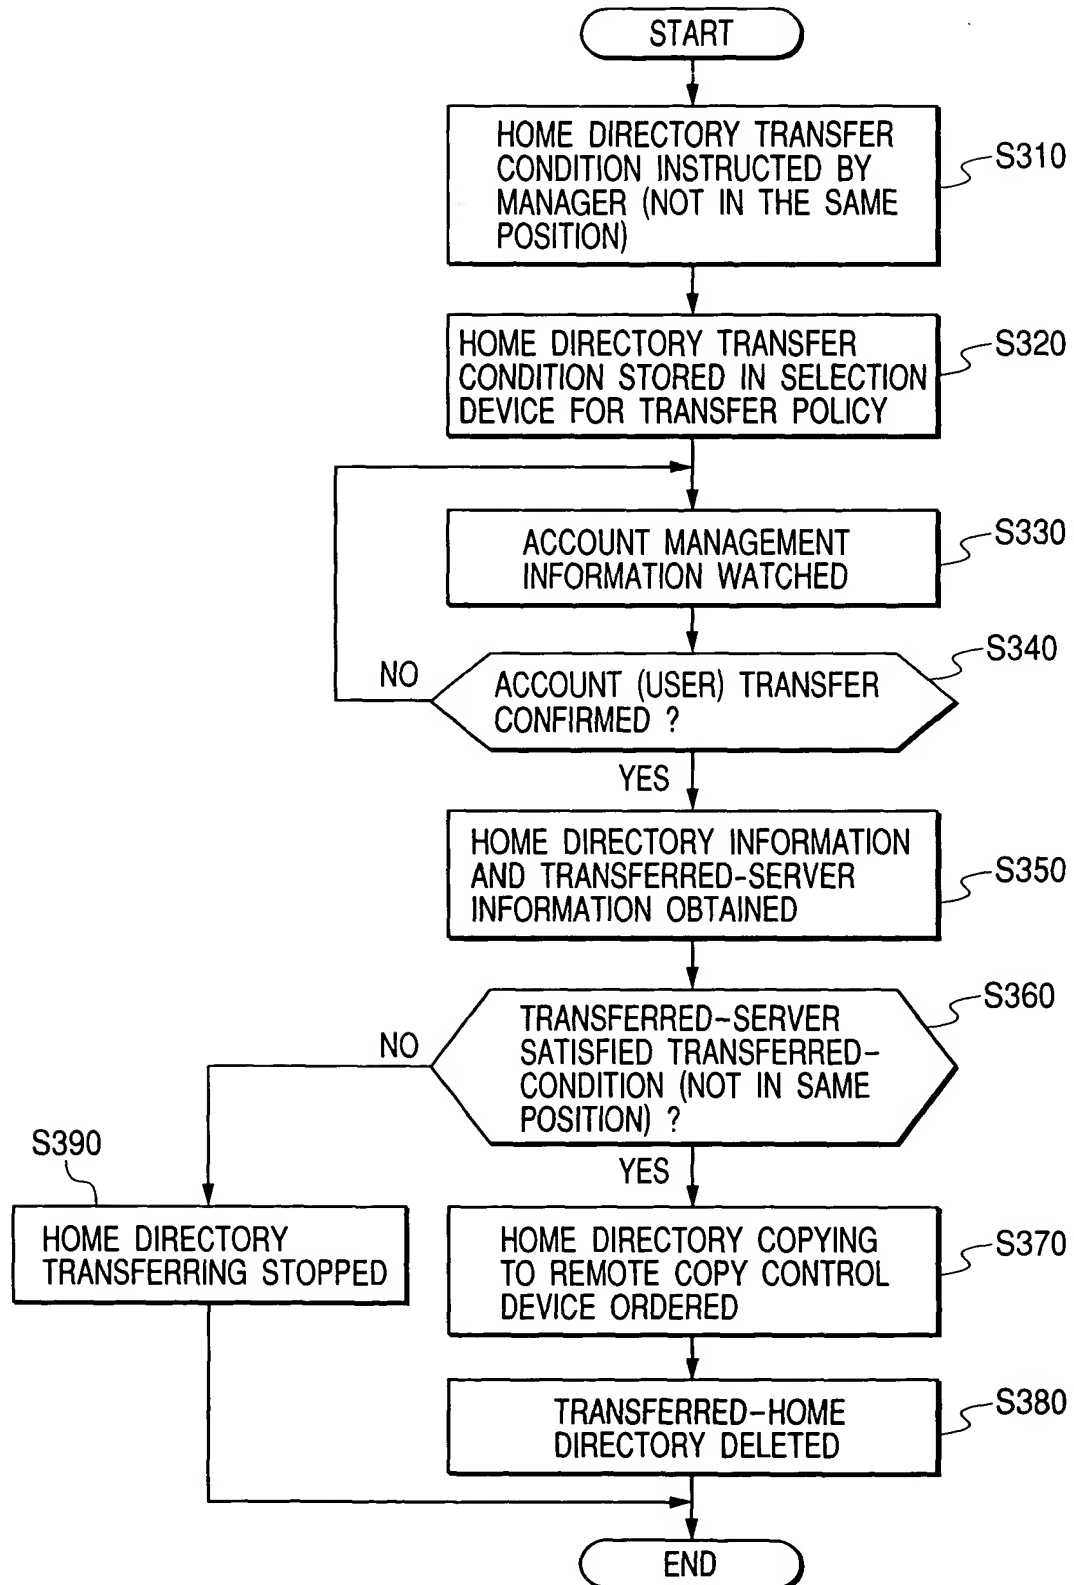 START
HOME DIRECTORY TRANSFER
CONDITION INSTRUCTED BY
MANAGER (NOT IN THE SAME
POSITION)
S310
HOME DIRECTORY TRANSFER
CONDITION STORED IN SELECTION
DEVICE FOR TRANSFER POLICY
S320
ACCOUNT MANAGEMENT
INFORMATION WATCHED
S330
ACCOUNT (USER) TRANSFER
CONFIRMED ?
S340
NO
YES
HOME DIRECTORY INFORMATION
AND TRANSFERRED-SERVER
INFORMATION OBTAINED
S350
TRANSFERRED-SERVER
SATISFIED TRANSFERRED-
CONDITION (NOT IN SAME
POSITION) ?
S360
NO
YES
S390
HOME DIRECTORY
TRANSFERRING STOPPED
HOME DIRECTORY COPYING
TO REMOTE COPY CONTROL
DEVICE ORDERED
S370
TRANSFERRED-HOME
DIRECTORY DELETED
S380
END